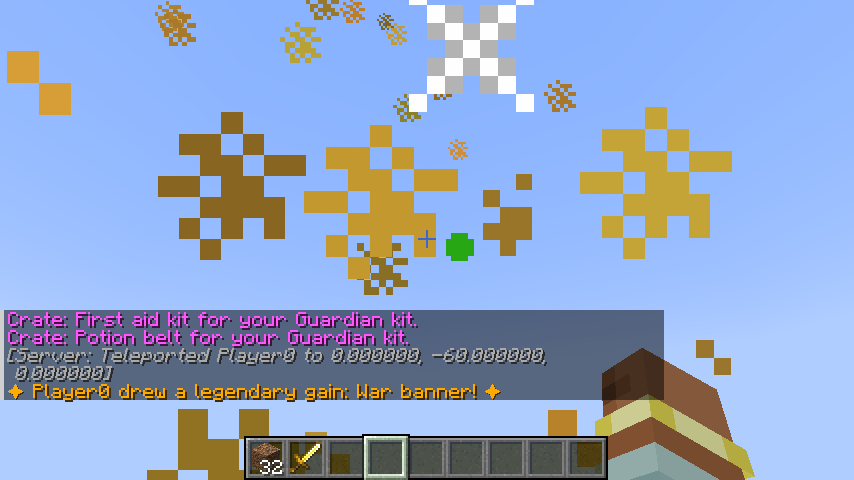 Crate: First aid kit for your Guardian kit.
Crate: Potion belt for your Guardian kit.
[Server: Teleported Player0 to 0.000000, -60.000000,
0.000000]
✦ Player0 drew a legendary gain: War banner! ✦
32